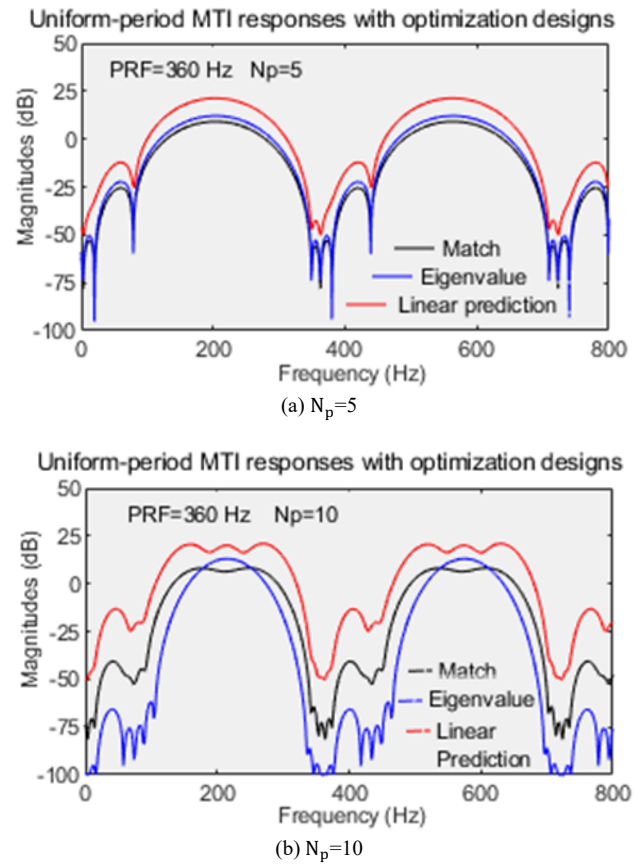 Uniform-period MTI responses with optimization designs
50
PRF=360 Hz Np=5
25
0
-25
-50
-75
-100
Magnitudes (dB)
Match
Eigenvalue
Linear prediction
0 200 400 600 800
Frequency (Hz)
(a) Np=5
Uniform-period MTI responses with optimization designs
50
PRF=360 Hz Np=10
25
0
-25
-50
-75
-100
Magnitudes (dB)
Match
Eigenvalue
Linear
Prediction
0 200 400 600 800
Frequency (Hz)
(b) Np=10